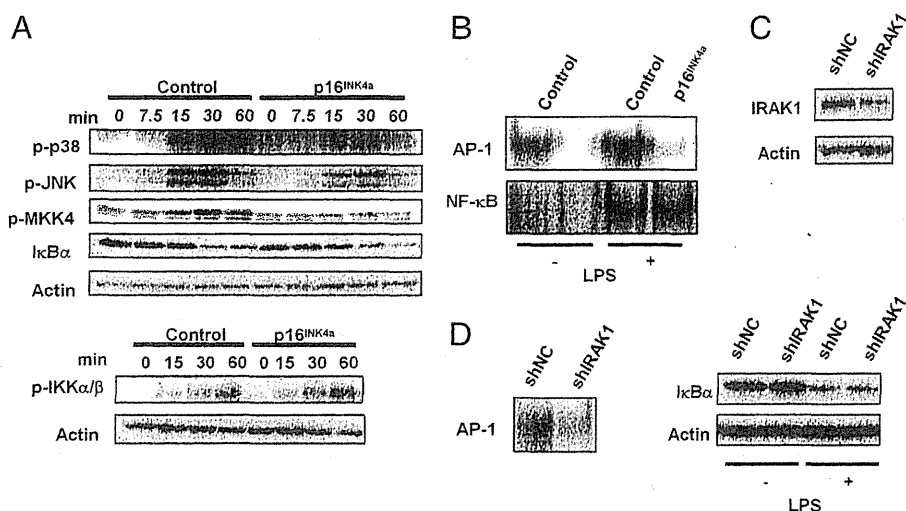 A
Control p16INK4a
min 0 7.5 15 30 60 0 7.5 15 30 60
p-p38
p-JNK
p-MKK4
IκBα
Actin
Control p16INK4a
min 0 15 30 60 0 15 30 60
p-IKKα/β
Actin
B
Control Control p16INK4a
AP-1
NF-κB
- +
LPS
C
shNC shIRAK1
IRAK1
Actin
D
shNC shIRAK1
AP-1
shNC shIRAK1 shNC shIRAK1
IκBα
Actin
- +
LPS